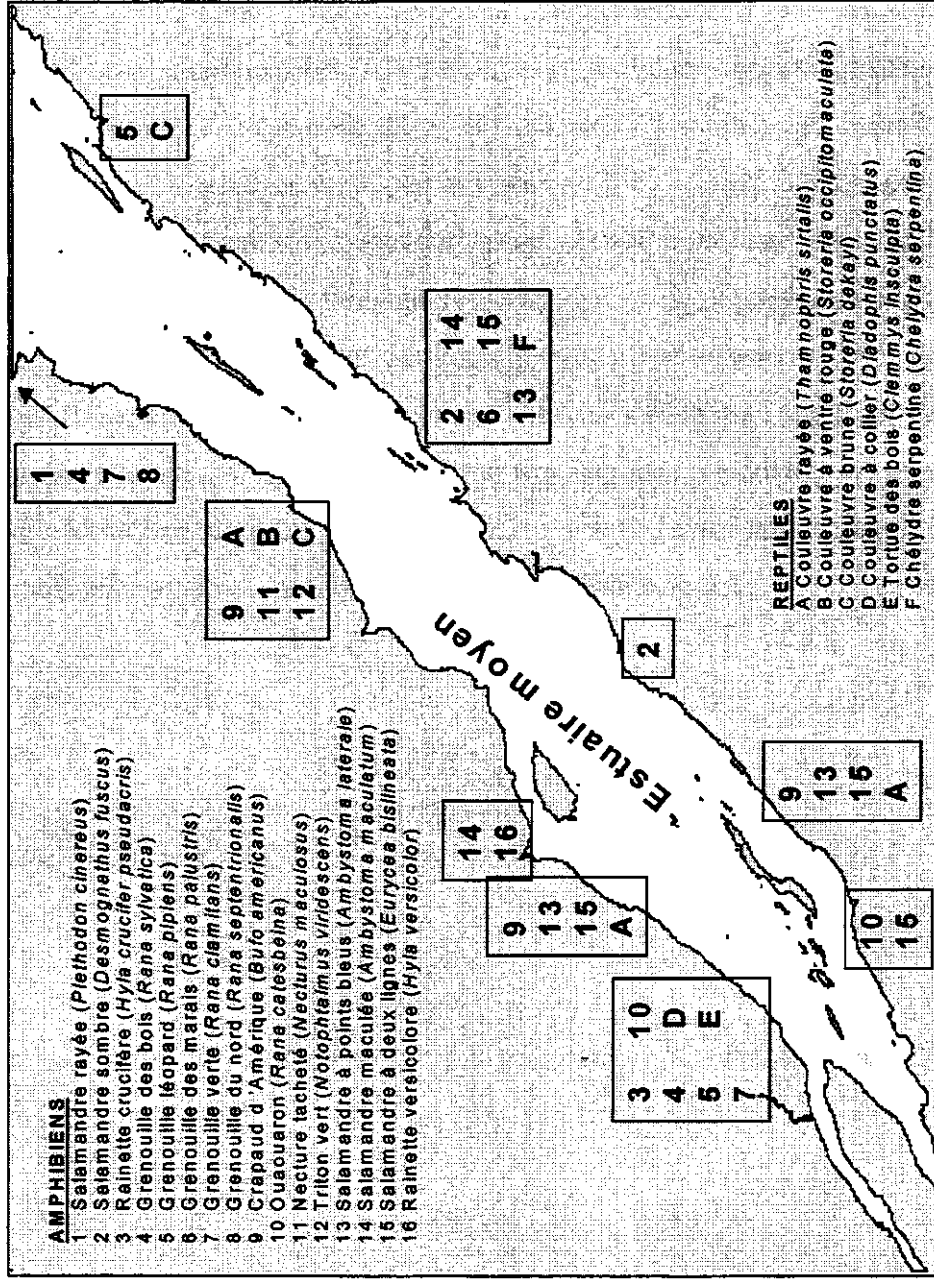 AMPHIBIENS
1 Salamandre rayée (Plethodon cinereus)
2 Salamandre sombre (Desmognathus fuscus)
3 Rainette crucifère (Hyla crucifer pseudacris)
4 Grenouille des bois (Rana sylvetica)
5 Grenouille léopard (Rana pipiens)
6 Grenouille des marais (Rana palustris)
7 Grenouille verte (Rana clamitans)
8 Grenouille du nord (Rana septentrionalis)
9 Crapaud d'Amérique (Bufo americanus)
10 Ouaouaron (Rana catesbeina)
11 Necture tacheté (Necturus maculosus)
12 Triton vert (Notophtalmus viridescens)
13 Salamandre à points bleus (Ambystoma laterale)
14 Salamandre maculée (Ambystoma maculatum)
15 Salamandre à deux lignes (Eurycea bislineata)
16 Rainette versicolore (Hyla versicolor)
1
4
7
8
5
C
9 A
11 B
12 C
2 14
6 15
13 F
14
16
Estuaire moyen
2
9
13
15
A
9
13
15
A
3 10
4 D
5 E
7
10
15
REPTILES
A Couleuvre rayée (Thamnophris sirtalis)
B Couleuvre à ventre rouge (Storeria occipitomaculata)
C Couleuvre brune (Storeria dekayi)
D Couleuvre à collier (Diadophis punctatus)
E Tortue des bois (Clemmys insculpta)
F Chélydre serpentine (Chelydra serpentina)